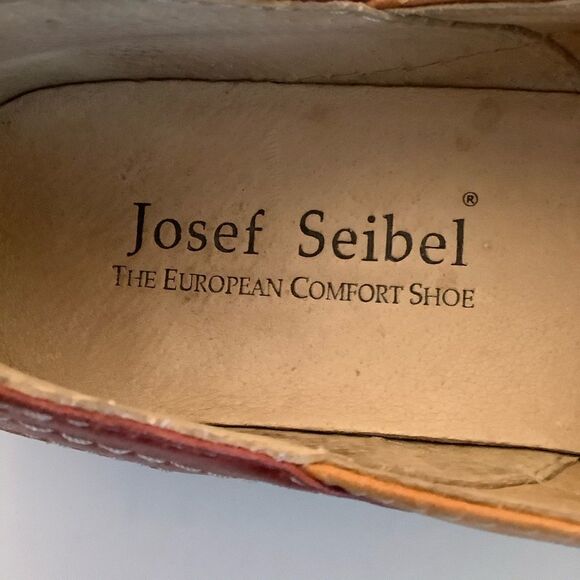 Josef Seibel®
THE EUROPEAN COMFORT SHOE